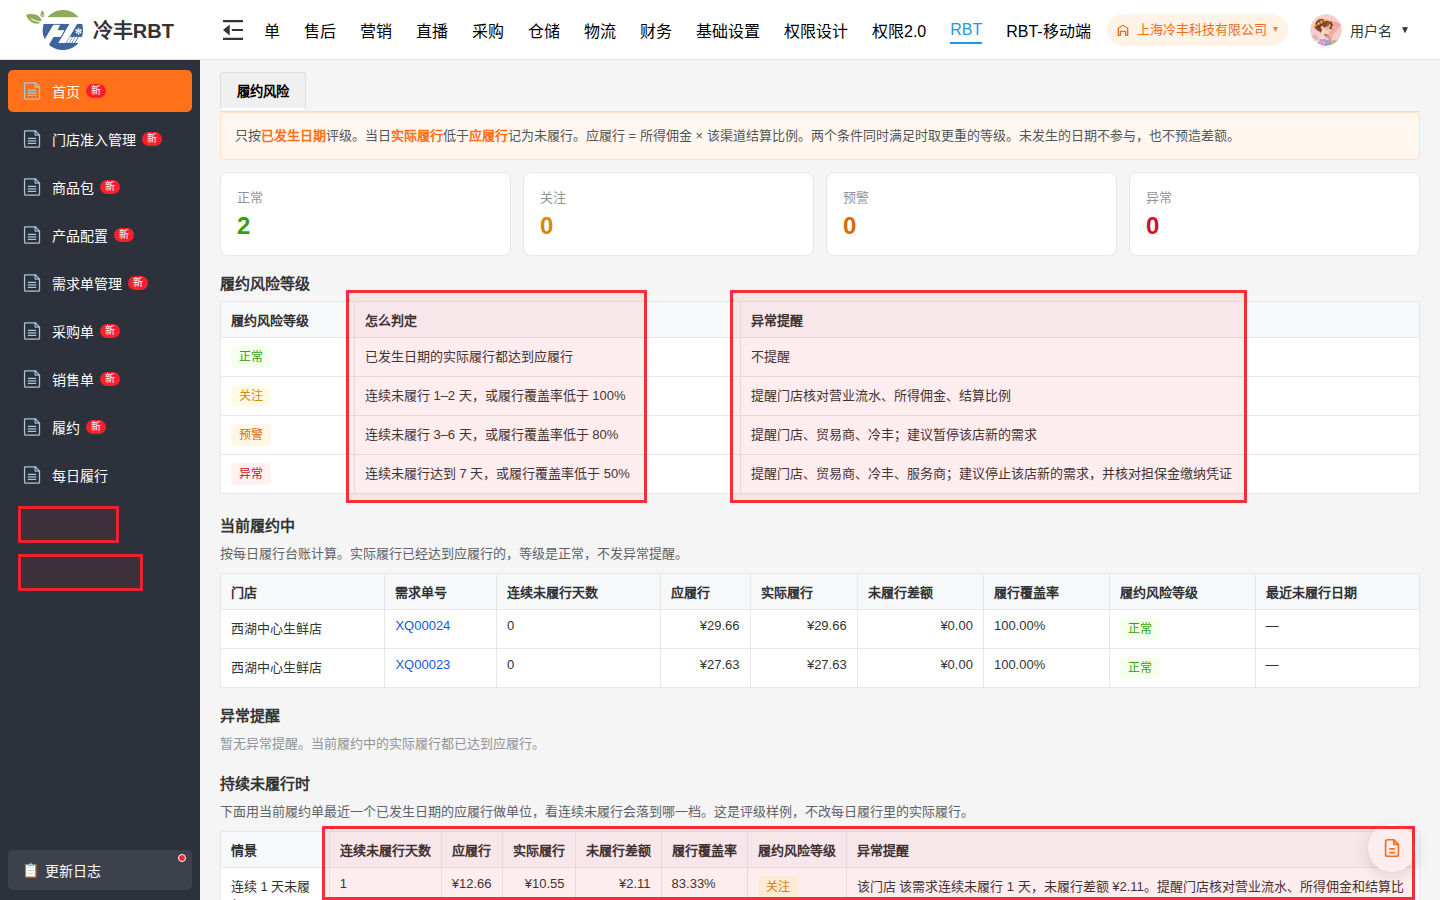 冷丰RBT
单 售后 营销 直播 采购 仓储 物流 财务 基础设置 权限设计 权限2.0 RBT RBT-移动端
上海冷丰科技有限公司
用户名
首页 新
门店准入管理 新
商品包 新
产品配置 新
需求单管理 新
采购单 新
销售单 新
履约 新
每日履行
更新日志
履约风险
只按已发生日期评级。当日实际履行低于应履行记为未履行。应履行 = 所得佣金 × 该渠道结算比例。两个条件同时满足时取更重的等级。未发生的日期不参与，也不预造差额。
正常 关注 预警 异常
2 0 0 0
履约风险等级
履约风险等级 怎么判定 异常提醒
正常 已发生日期的实际履行都达到应履行 不提醒
关注 连续未履行 1–2 天，或履行覆盖率低于 100% 提醒门店核对营业流水、所得佣金、结算比例
预警 连续未履行 3–6 天，或履行覆盖率低于 80% 提醒门店、贸易商、冷丰；建议暂停该店新的需求
异常 连续未履行达到 7 天，或履行覆盖率低于 50% 提醒门店、贸易商、冷丰、服务商；建议停止该店新的需求，并核对担保金缴纳凭证
当前履约中
按每日履行台账计算。实际履行已经达到应履行的，等级是正常，不发异常提醒。
门店 需求单号 连续未履行天数 应履行 实际履行 未履行差额 履行覆盖率 履约风险等级 最近未履行日期
西湖中心生鲜店 XQ00024 0 ¥29.66 ¥29.66 ¥0.00 100.00% 正常 —
西湖中心生鲜店 XQ00023 0 ¥27.63 ¥27.63 ¥0.00 100.00% 正常 —
异常提醒
暂无异常提醒。当前履约中的实际履行都已达到应履行。
持续未履行时
下面用当前履约单最近一个已发生日期的应履行做单位，看连续未履行会落到哪一档。这是评级样例，不改每日履行里的实际履行。
情景 连续未履行天数 应履行 实际履行 未履行差额 履行覆盖率 履约风险等级 异常提醒
连续 1 天未履 1 ¥12.66 ¥10.55 ¥2.11 83.33% 关注 该门店 该需求连续未履行 1 天，未履行差额 ¥2.11。提醒门店核对营业流水、所得佣金和结算比